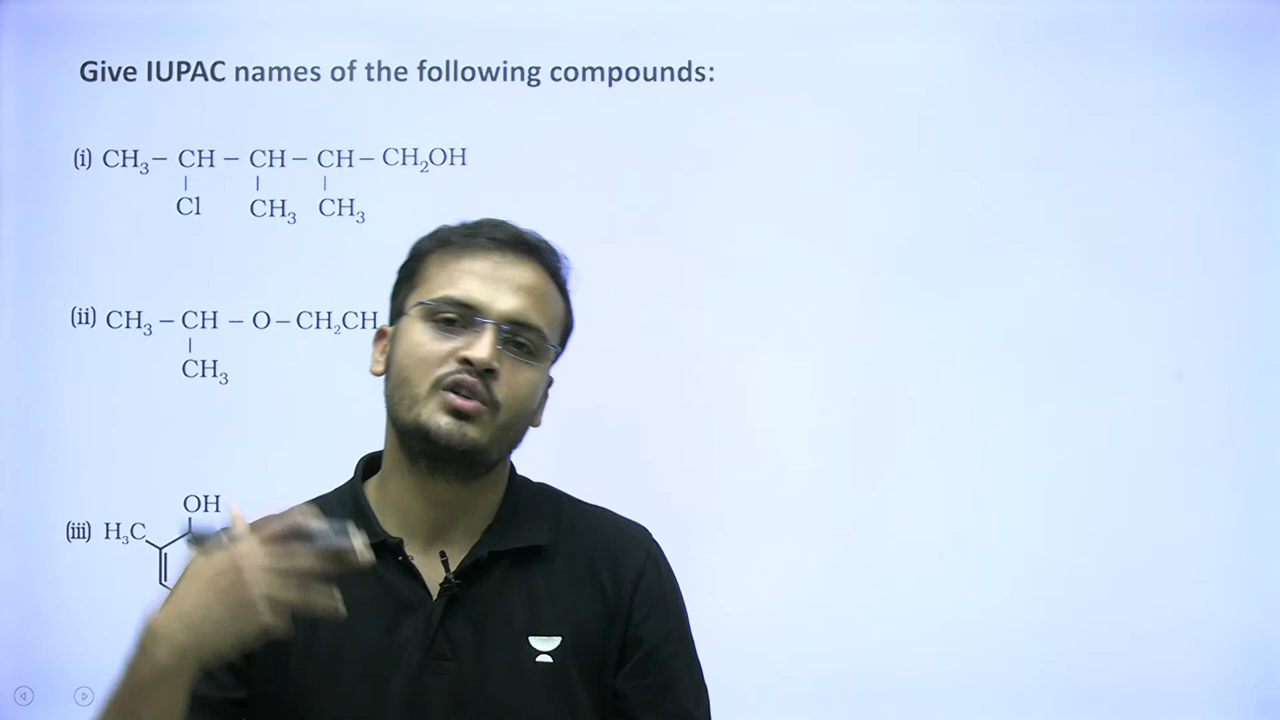 Give IUPAC names of the following compounds:
(i) CH₃– CH – CH – CH – CH₂OH
Cl CH₃ CH₃
(ii) CH₃ – CH – O – CH₂CH
CH₃
OH
(iii) H₃C